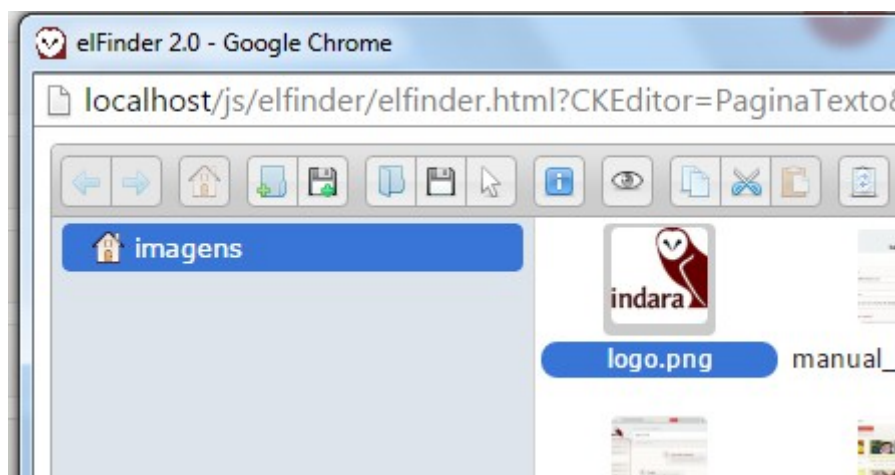 elFinder 2.0 - Google Chrome
localhost/js/elfinder/elfinder.html?CKEditor=PaginaTexto&
imagens
indara
logo.png
manual_